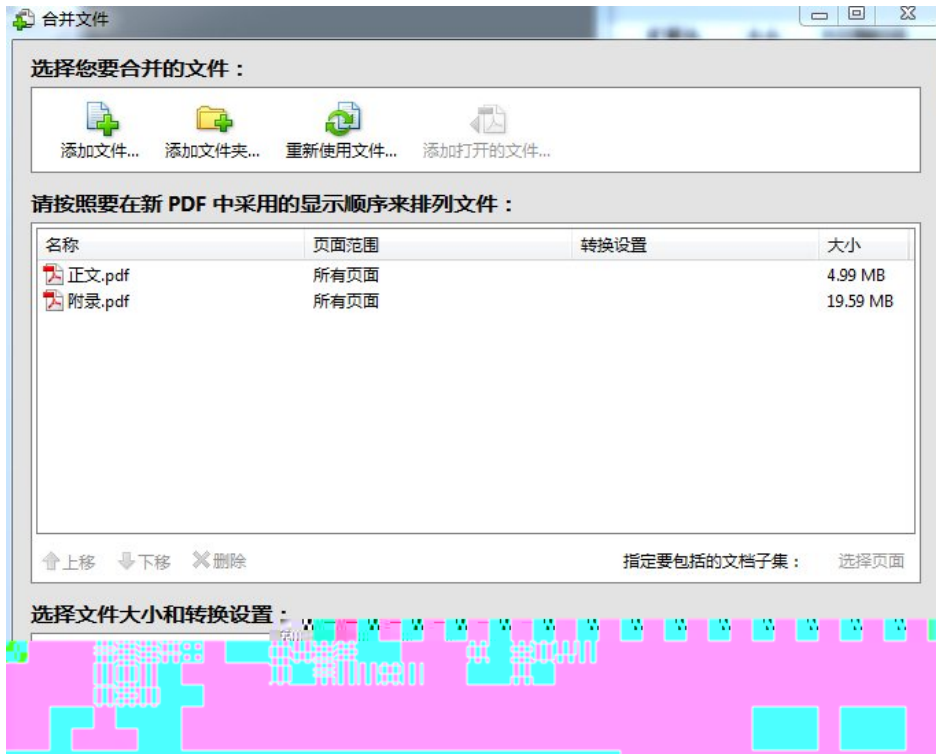 合并文件
选择您要合并的文件：
添加文件... 添加文件夹... 重新使用文件... 添加打开的文件...
请按照要在新 PDF 中采用的显示顺序来排列文件：
名称 页面范围 转换设置 大小
正文.pdf 所有页面 4.99 MB
附录.pdf 所有页面 19.59 MB
上移 下移 删除 指定要包括的文档子集： 选择页面
选择文件大小和转换设置：